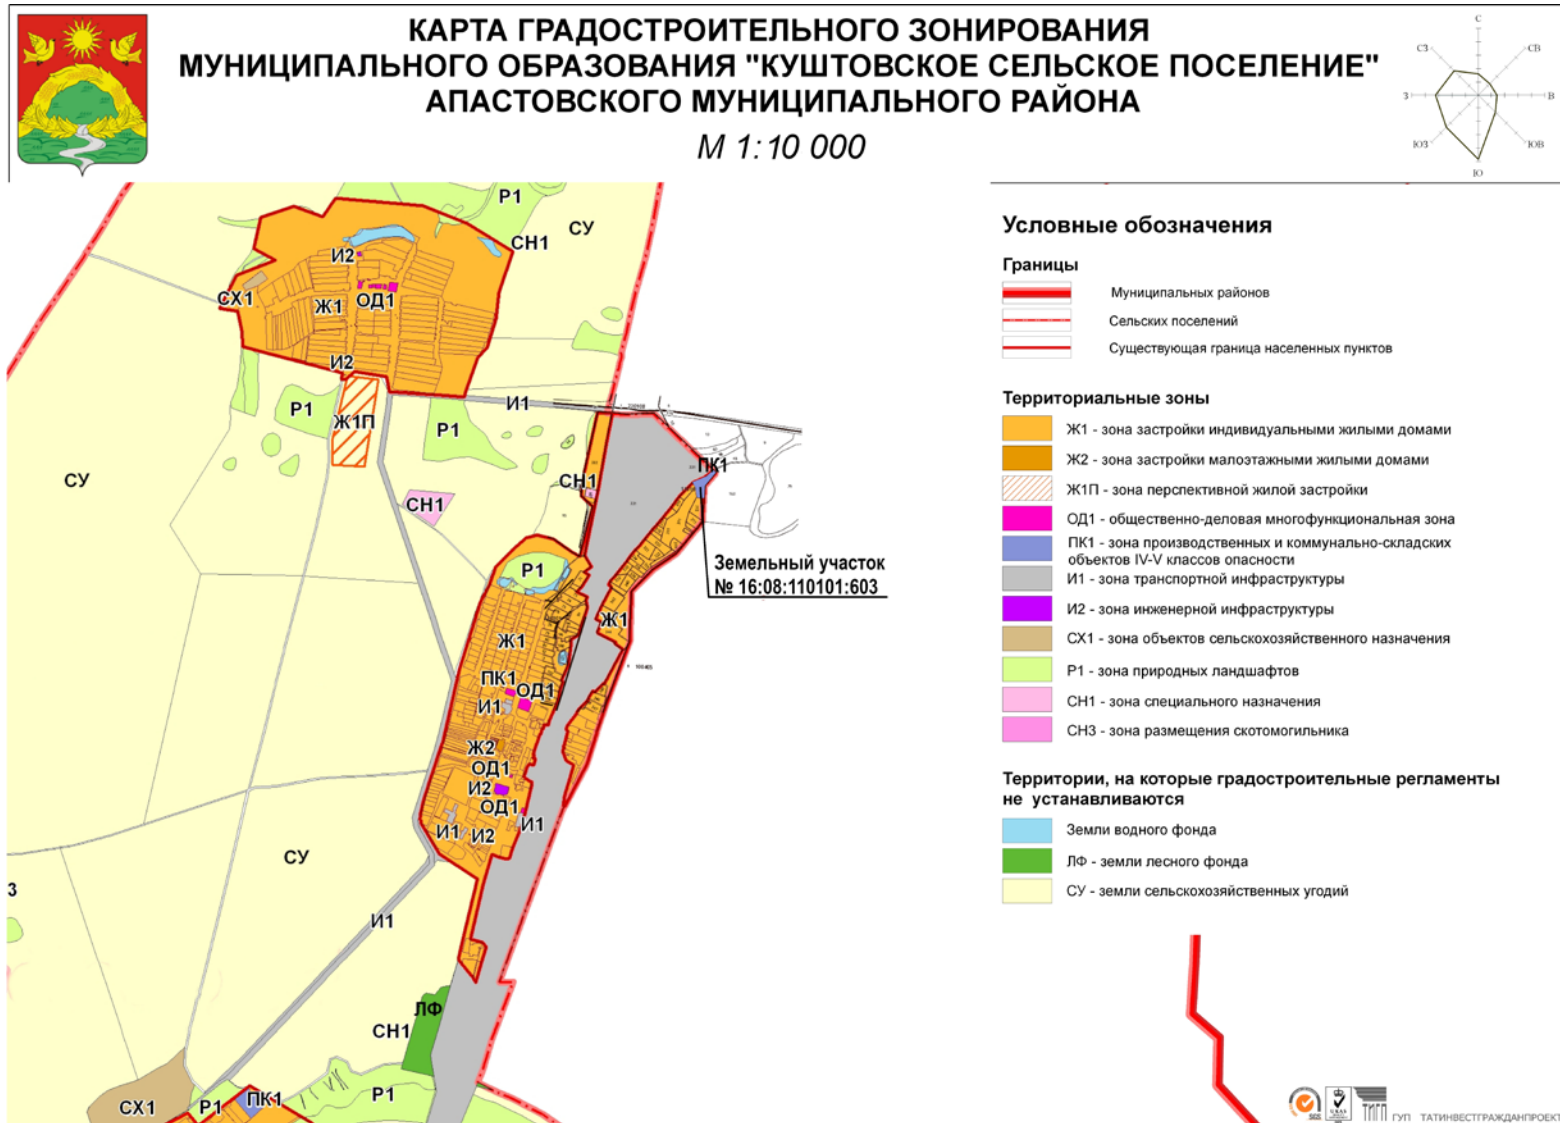 КАРТА ГРАДОСТРОИТЕЛЬНОГО ЗОНИРОВАНИЯ
МУНИЦИПАЛЬНОГО ОБРАЗОВАНИЯ "КУШТОВСКОЕ СЕЛЬСКОЕ ПОСЕЛЕНИЕ"
АПАСТОВСКОГО МУНИЦИПАЛЬНОГО РАЙОНА
М 1:10 000
С
СЗ
СВ
З
В
ЮЗ
ЮВ
Ю
Р1
СУ
СН1
И2
СХ1
Ж1
ОД1
И2
Р1
Ж1П
Р1
И1
СУ
СН1
СН1
ПК1
Р1
Земельный участок
№ 16:08:110101:603
Ж1
Ж1
ПК1
ОД1
И1
Ж2
ОД1
И2
ОД1
И1
И1
И2
СУ
З
И1
ЛФ
СН1
СХ1
Р1
ПК1
Р1
Условные обозначения
Границы
Муниципальных районов
Сельских поселений
Существующая граница населенных пунктов
Территориальные зоны
Ж1 - зона застройки индивидуальными жилыми домами
Ж2 - зона застройки малоэтажными жилыми домами
Ж1П - зона перспективной жилой застройки
ОД1 - общественно-деловая многофункциональная зона
ПК1 - зона производственных и коммунально-складских
объектов IV-V классов опасности
И1 - зона транспортной инфраструктуры
И2 - зона инженерной инфраструктуры
СХ1 - зона объектов сельскохозяйственного назначения
Р1 - зона природных ландшафтов
СН1 - зона специального назначения
СН3 - зона размещения скотомогильника
Территории, на которые градостроительные регламенты
не устанавливаются
Земли водного фонда
ЛФ - земли лесного фонда
СУ - земли сельскохозяйственных угодий
ГУП ТАТИНВЕСТГРАЖДАНПРОЕКТ